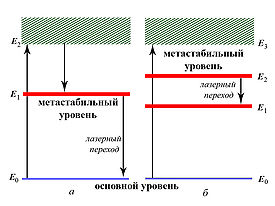 E₂
E₁
метастабильный
уровень
лазерный
переход
E₀
а
основной уровень
E₃
метастабильный
уровень
E₂
лазерный
переход
E₁
E₀
б